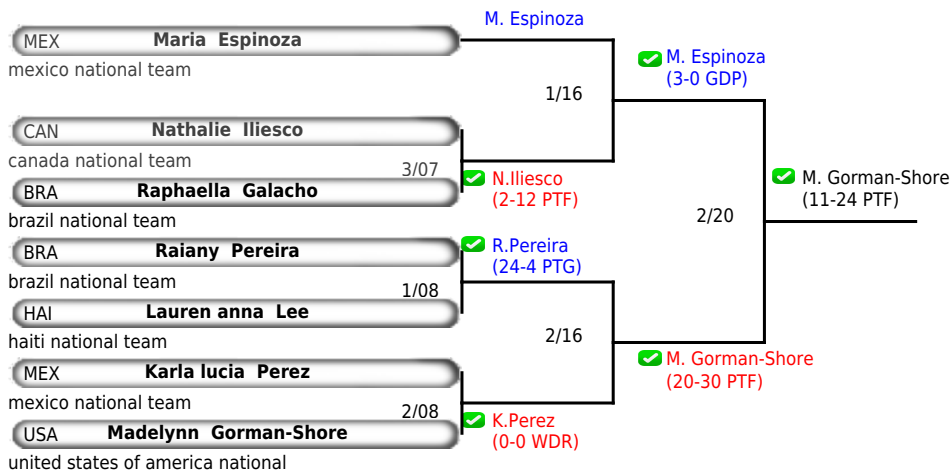 M. Espinoza
MEX Maria Espinoza
mexico national team
M. Espinoza
(3-0 GDP)
1/16
CAN Nathalie Iliesco
canada national team
3/07
N.Iliesco
(2-12 PTF)
BRA Raphaella Galacho
brazil national team
M. Gorman-Shore
(11-24 PTF)
2/20
BRA Raiany Pereira
brazil national team
R.Pereira
(24-4 PTG)
1/08
HAI Lauren anna Lee
haiti national team
2/16
MEX Karla lucia Perez
mexico national team
M. Gorman-Shore
(20-30 PTF)
2/08
K.Perez
(0-0 WDR)
USA Madelynn Gorman-Shore
united states of america national